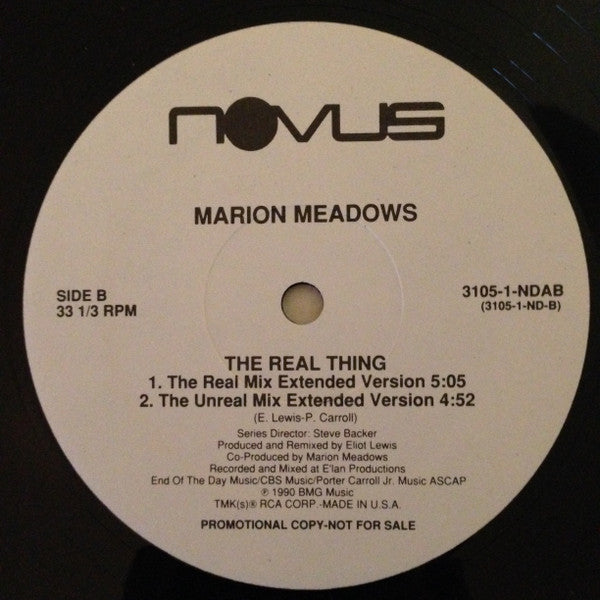 NOVUS
MARION MEADOWS
SIDE B
33 1/3 RPM
3105-1-NDAB
(3105-1-ND-B)
THE REAL THING
1. The Real Mix Extended Version 5:05
2. The Unreal Mix Extended Version 4:52
(E. Lewis-P. Carroll)
Series Director: Steve Backer
Produced and Remixed by Eliot Lewis
Co-Produced by Marion Meadows
Recorded and Mixed at E'lan Productions
End Of The Day Music/CBS Music/Porter Carroll Jr. Music ASCAP
℗ 1990 BMG Music
TMK(s)® RCA CORP.-MADE IN U.S.A.
PROMOTIONAL COPY-NOT FOR SALE